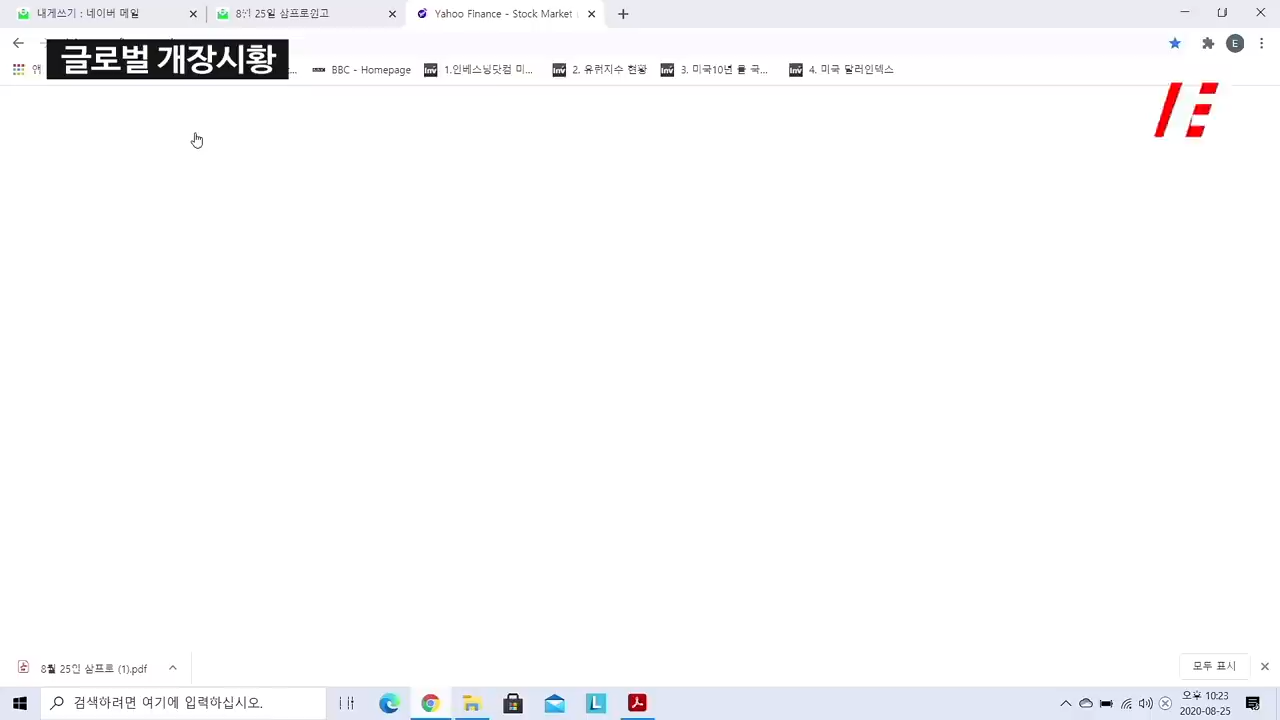 내게쓰기 : 네이버 메일
8월 25일 삼프로원고
Yahoo Finance - Stock Market
글로벌 개장시황
BBC - Homepage
1.인베스팅닷컴 미...
2. 유럽지수 현황
3. 미국10년 물 국...
4. 미국 달러인덱스
E
8월 25일 삼프로 (1).pdf
모두 표시
검색하려면 여기에 입력하십시오.
오후 10:23
2020-08-25